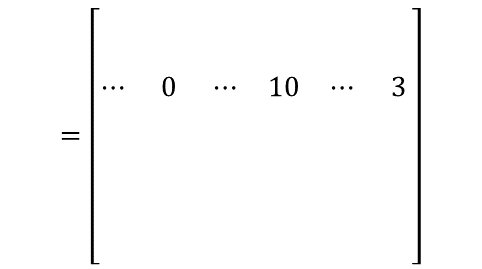 = [ ⋯ 0 ⋯ 10 ⋯ 3 ]